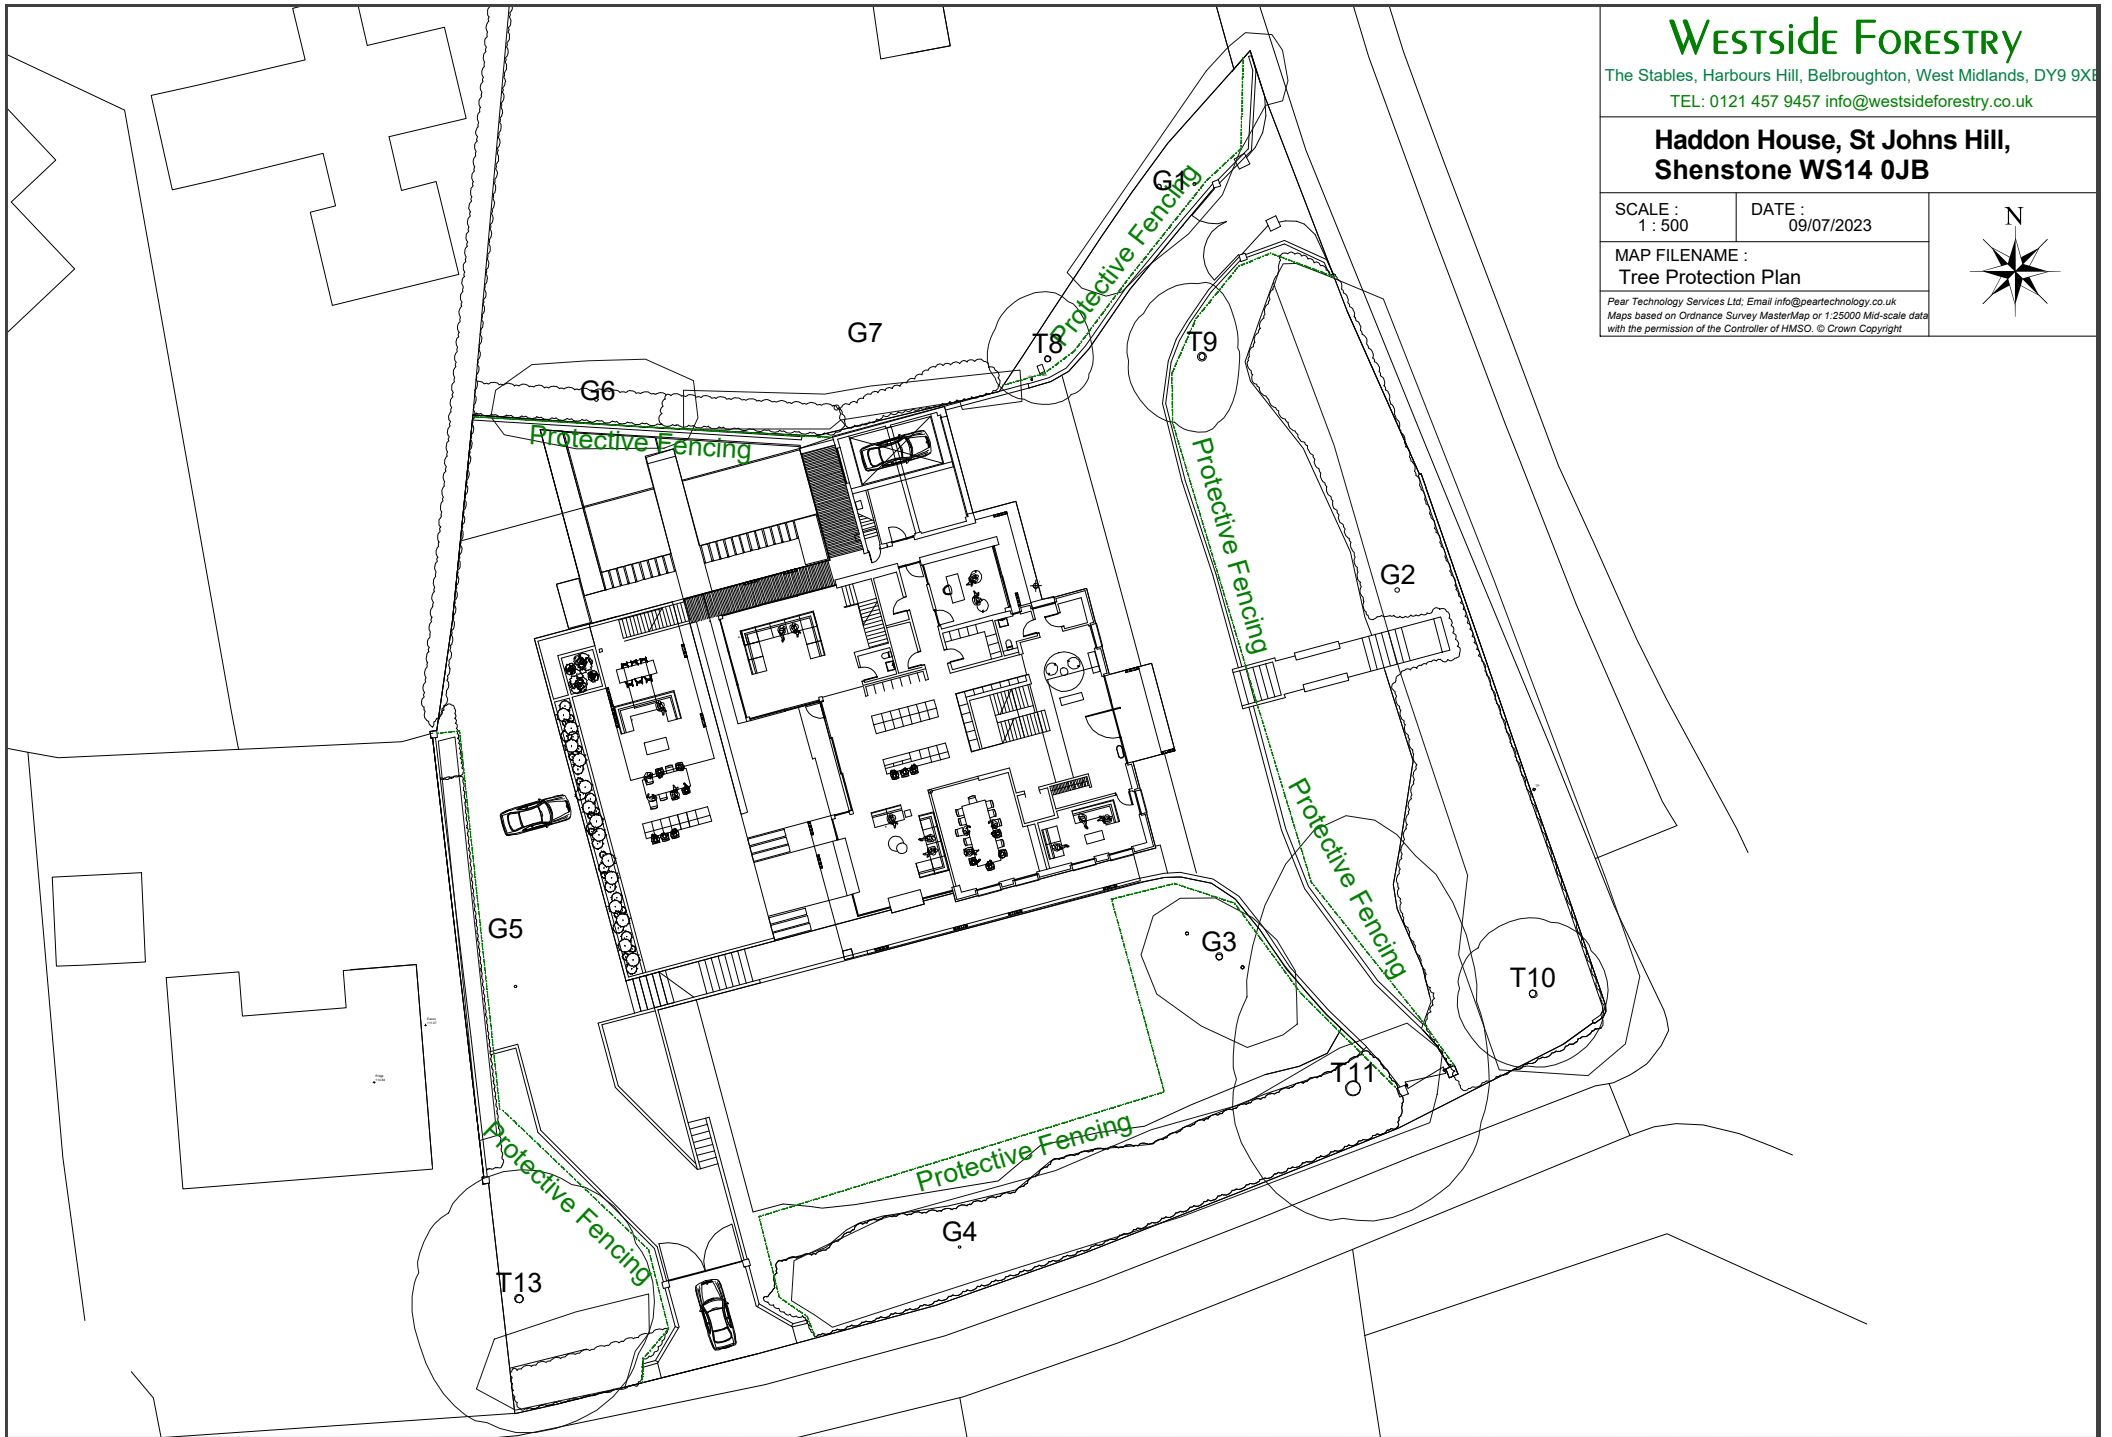 WESTSIDE FORESTRY
The Stables, Harbours Hill, Belbroughton, West Midlands, DY9 9XE
TEL: 0121 457 9457 info@westsideforestry.co.uk
Haddon House, St Johns Hill,
Shenstone WS14 0JB
SCALE :
1 : 500
DATE :
09/07/2023
MAP FILENAME :
Tree Protection Plan
Pear Technology Services Ltd; Email info@peartechnology.co.uk
Maps based on Ordnance Survey MasterMap or 1:25000 Mid-scale data
with the permission of the Controller of HMSO. © Crown Copyright
N
G1
Protective Fencing
G7
T8
T9
G6
Protective Fencing
Protective Fencing
G2
Protective Fencing
G5
G3
T10
T11
Protective Fencing
Protective Fencing
G4
T13